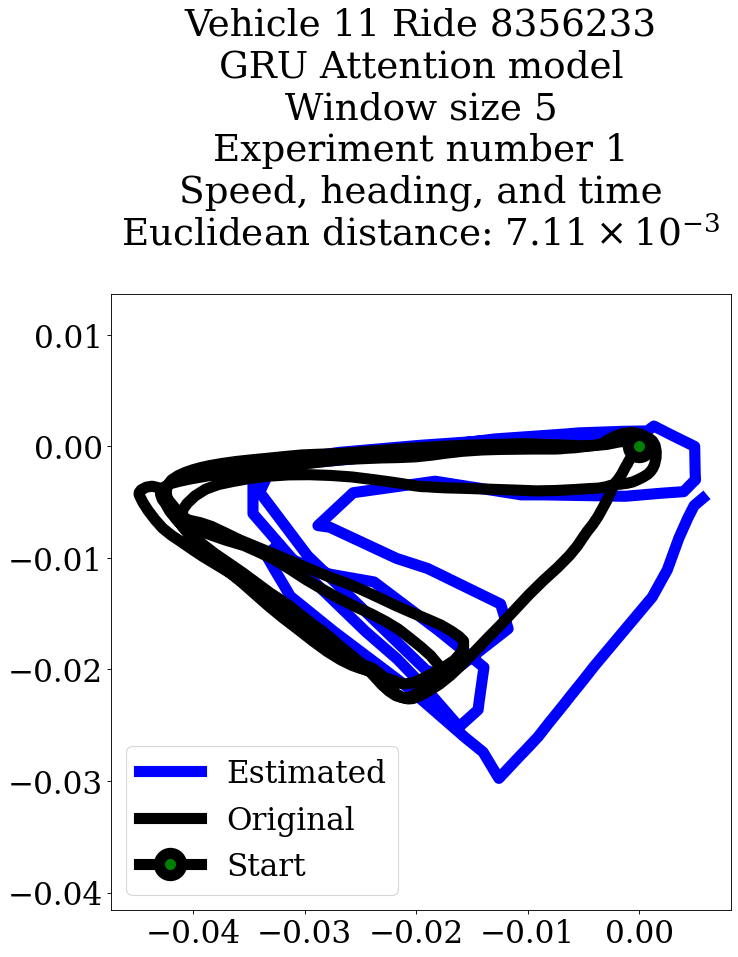 Vehicle 11 Ride 8356233
GRU Attention model
Window size 5
Experiment number 1
Speed, heading, and time
Euclidean distance: 7.11 × 10⁻³
0.01
0.00
−0.01
−0.02
−0.03
−0.04
Estimated
Original
Start
−0.04 −0.03 −0.02 −0.01 0.00